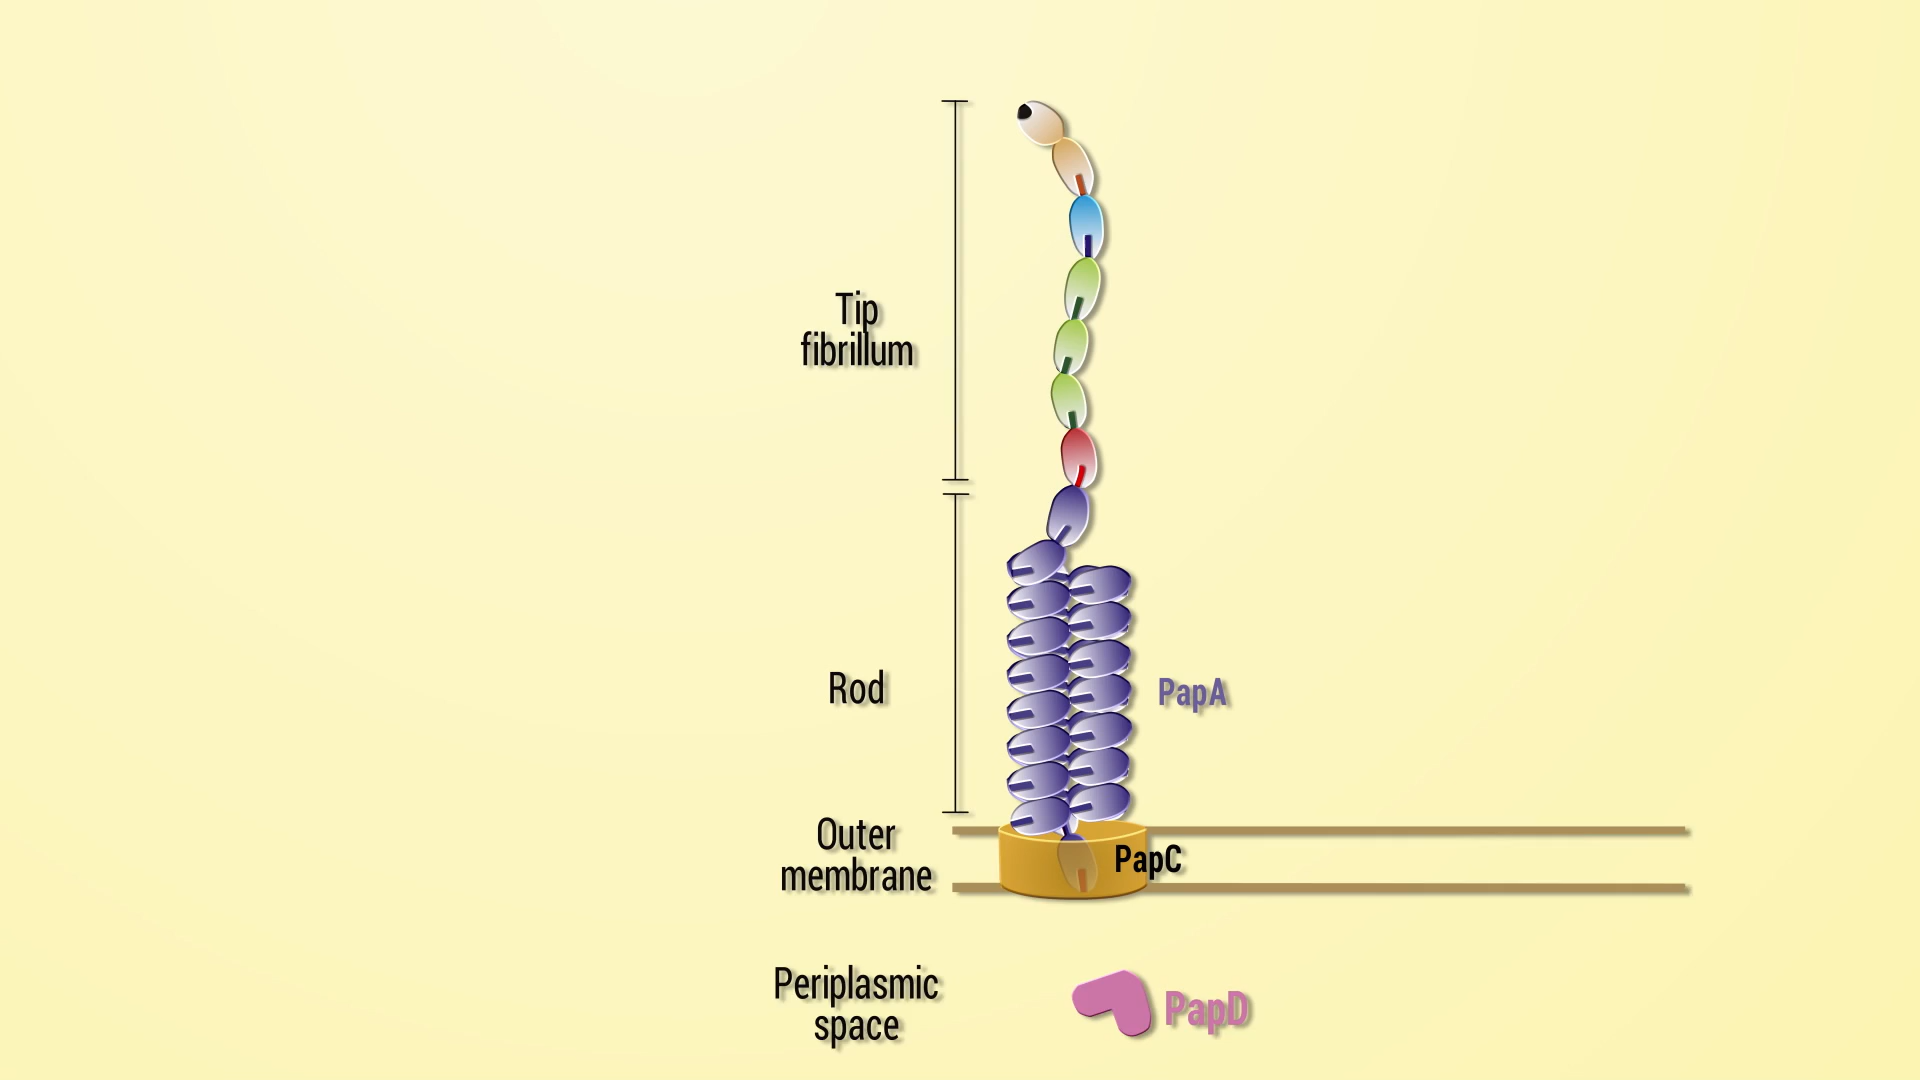 Tip
fibrillum
Rod
PapA
Outer
membrane
PapC
Periplasmic
space
PapD